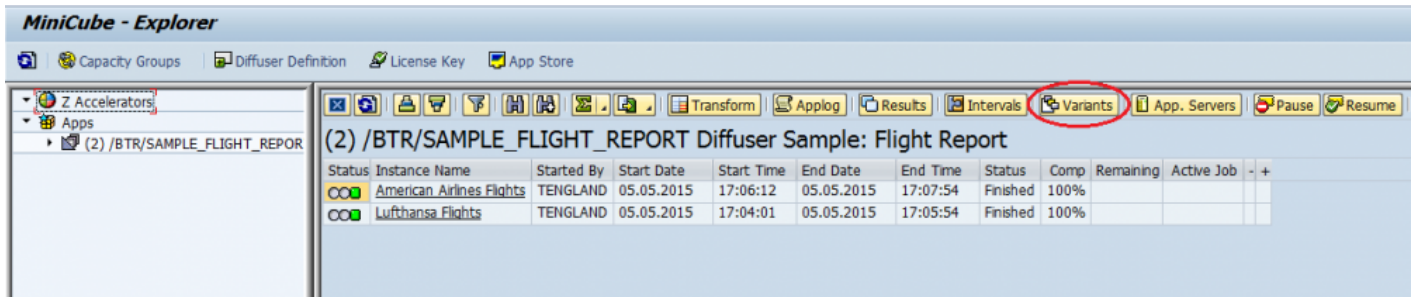 MiniCube - Explorer
Capacity Groups Diffuser Definition License Key App Store
Z Accelerators
Apps
(2) /BTR/SAMPLE_FLIGHT_REPOR
Transform Applog Results Intervals Variants App. Servers Pause Resume
(2) /BTR/SAMPLE_FLIGHT_REPORT Diffuser Sample: Flight Report
Status Instance Name Started By Start Date Start Time End Date End Time Status Comp Remaining Active Job - +
American Airlines Flights TENGLAND 05.05.2015 17:06:12 05.05.2015 17:07:54 Finished 100%
Lufthansa Flights TENGLAND 05.05.2015 17:04:01 05.05.2015 17:05:54 Finished 100%